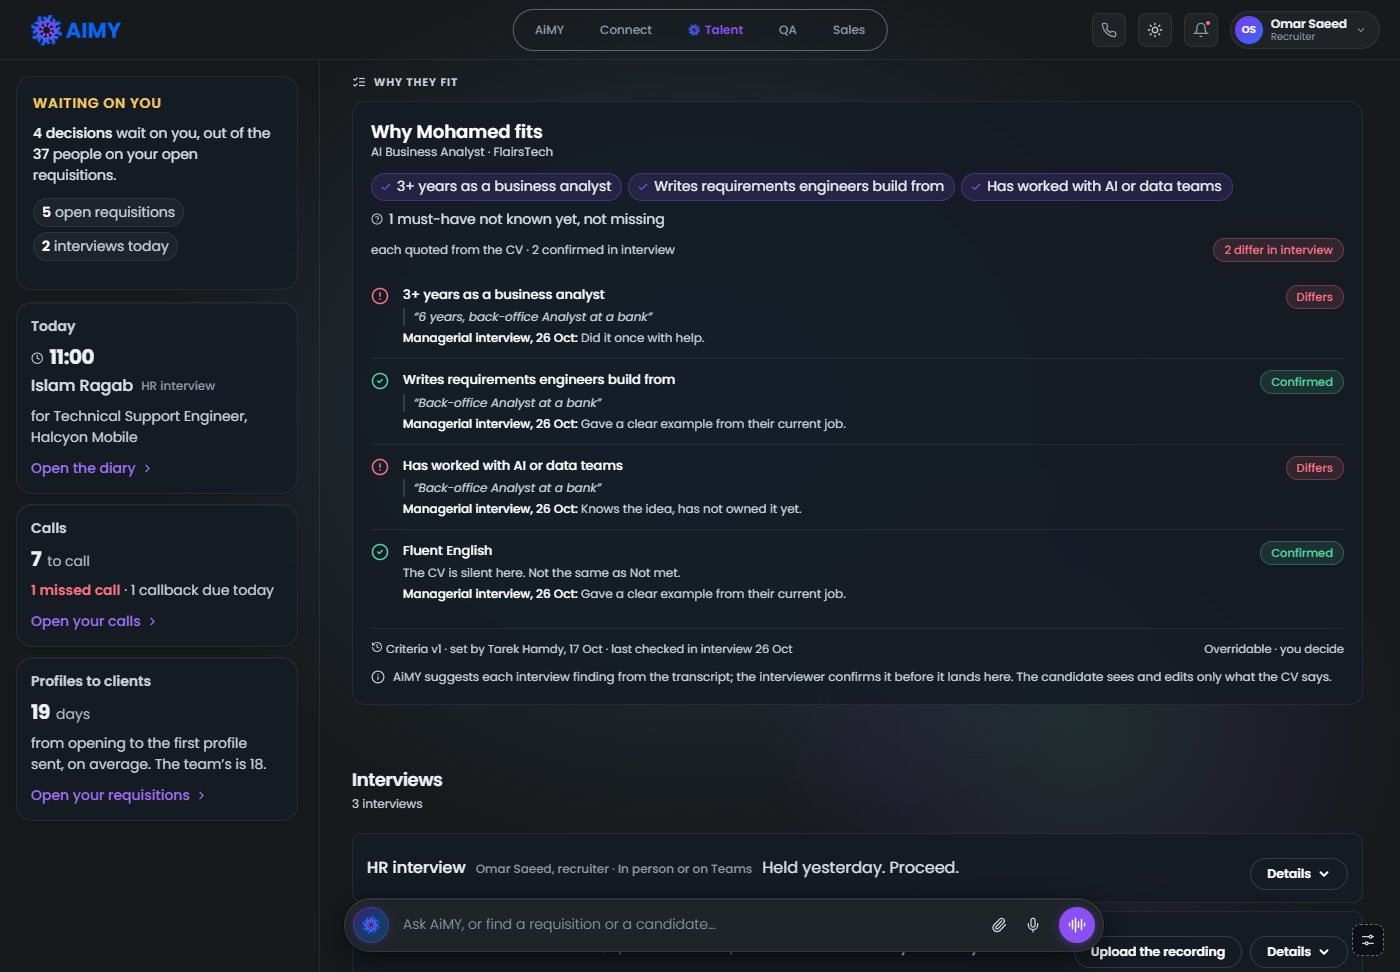 AIMY
AiMY
Connect
Talent
QA
Sales
OS
Omar Saeed
Recruiter
WAITING ON YOU
4 decisions wait on you, out of the
37 people on your open
requisitions.
5 open requisitions
2 interviews today
Today
11:00
Islam Ragab HR interview
for Technical Support Engineer,
Halcyon Mobile
Open the diary
Calls
7 to call
1 missed call · 1 callback due today
Open your calls
Profiles to clients
19 days
from opening to the first profile
sent, on average. The team’s is 18.
Open your requisitions
WHY THEY FIT
Why Mohamed fits
AI Business Analyst · FlairsTech
3+ years as a business analyst
Writes requirements engineers build from
Has worked with AI or data teams
1 must-have not known yet, not missing
each quoted from the CV · 2 confirmed in interview
2 differ in interview
3+ years as a business analyst
Differs
“6 years, back-office Analyst at a bank”
Managerial interview, 26 Oct: Did it once with help.
Writes requirements engineers build from
Confirmed
“Back-office Analyst at a bank”
Managerial interview, 26 Oct: Gave a clear example from their current job.
Has worked with AI or data teams
Differs
“Back-office Analyst at a bank”
Managerial interview, 26 Oct: Knows the idea, has not owned it yet.
Fluent English
Confirmed
The CV is silent here. Not the same as Not met.
Managerial interview, 26 Oct: Gave a clear example from their current job.
Criteria v1 · set by Tarek Hamdy, 17 Oct · last checked in interview 26 Oct
Overridable · you decide
AiMY suggests each interview finding from the transcript; the interviewer confirms it before it lands here. The candidate sees and edits only what the CV says.
Interviews
3 interviews
HR interview Omar Saeed, recruiter · In person or on Teams Held yesterday. Proceed.
Details
Ask AiMY, or find a requisition or a candidate…
Upload the recording
Details